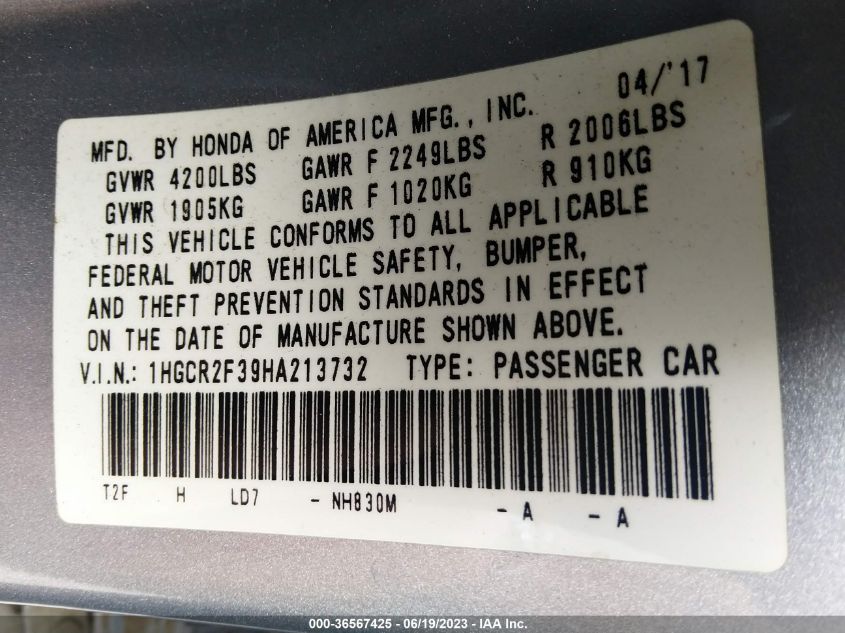 MFD. BY HONDA OF AMERICA MFG., INC. 04/'17
GVWR 4200LBS GAWR F 2249LBS R 2006LBS
GVWR 1905KG GAWR F 1020KG R 910KG
THIS VEHICLE CONFORMS TO ALL APPLICABLE
FEDERAL MOTOR VEHICLE SAFETY, BUMPER,
AND THEFT PREVENTION STANDARDS IN EFFECT
ON THE DATE OF MANUFACTURE SHOWN ABOVE.
V.I.N.: 1HGCR2F39HA213732 TYPE: PASSENGER CAR
T2F H LD7 - NH830M - A - A
000-36567425 - 06/19/2023 - IAA Inc.